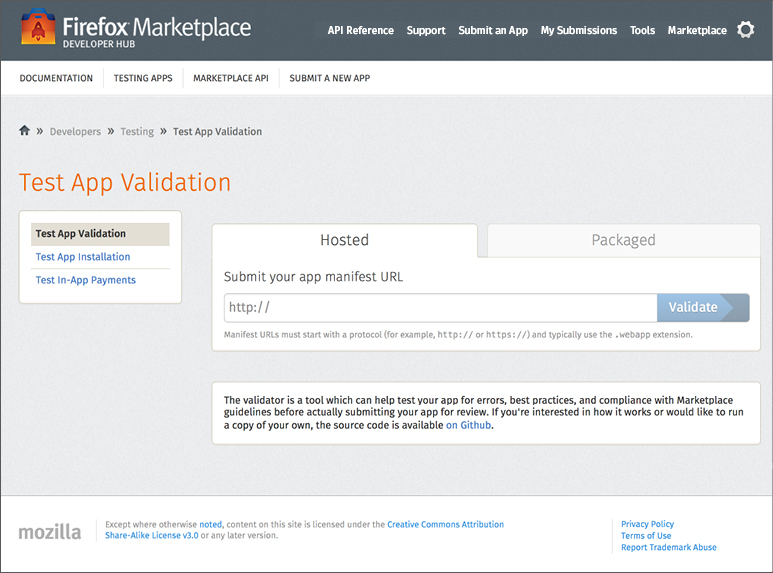 Firefox Marketplace
DEVELOPER HUB
API Reference Support Submit an App My Submissions Tools Marketplace
DOCUMENTATION TESTING APPS MARKETPLACE API SUBMIT A NEW APP
» Developers » Testing » Test App Validation
Test App Validation
Test App Validation
Test App Installation
Test In-App Payments
Hosted Packaged
Submit your app manifest URL
http:// Validate
Manifest URLs must start with a protocol (for example, http:// or https://) and typically use the .webapp extension.
The validator is a tool which can help test your app for errors, best practices, and compliance with Marketplace
guidelines before actually submitting your app for review. If you're interested in how it works or would like to run
a copy of your own, the source code is available on Github.
mozilla
Except where otherwise noted, content on this site is licensed under the Creative Commons Attribution
Share-Alike License v3.0 or any later version.
Privacy Policy
Terms of Use
Report Trademark Abuse